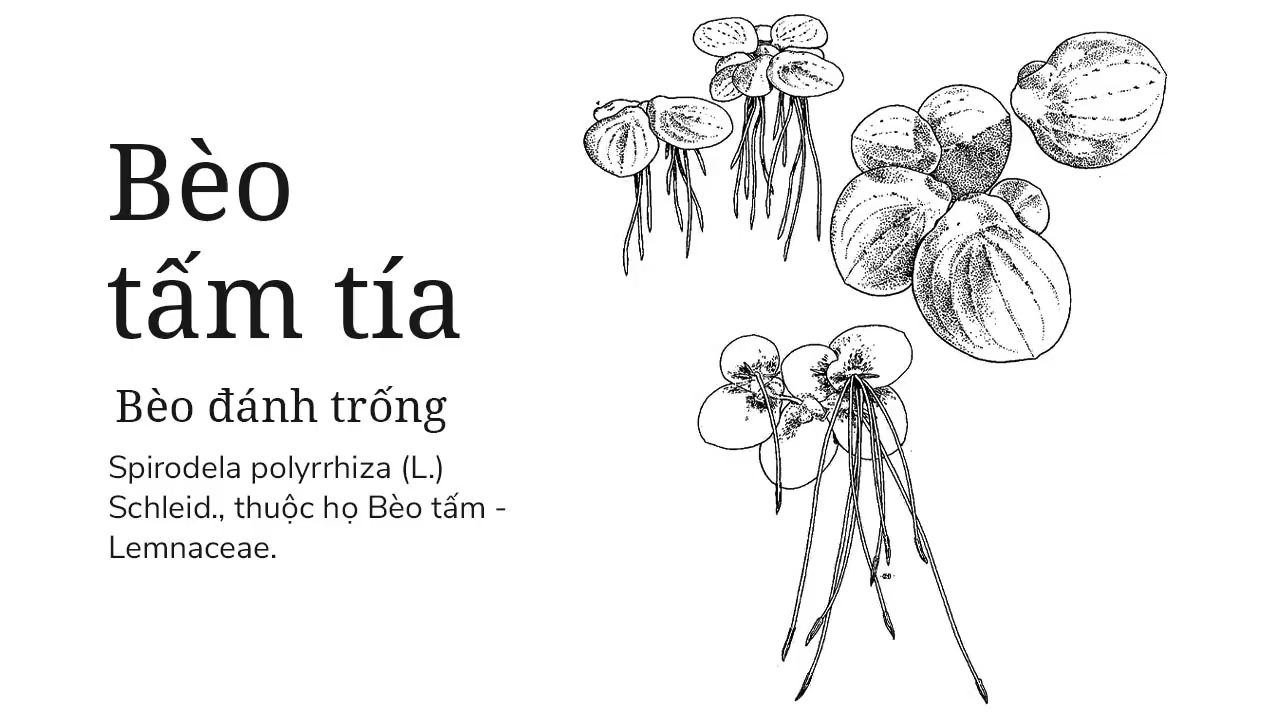 Bèo
tấm tía
Bèo đánh trống
Spirodela polyrrhiza (L.)
Schleid., thuộc họ Bèo tấm -
Lemnaceae.